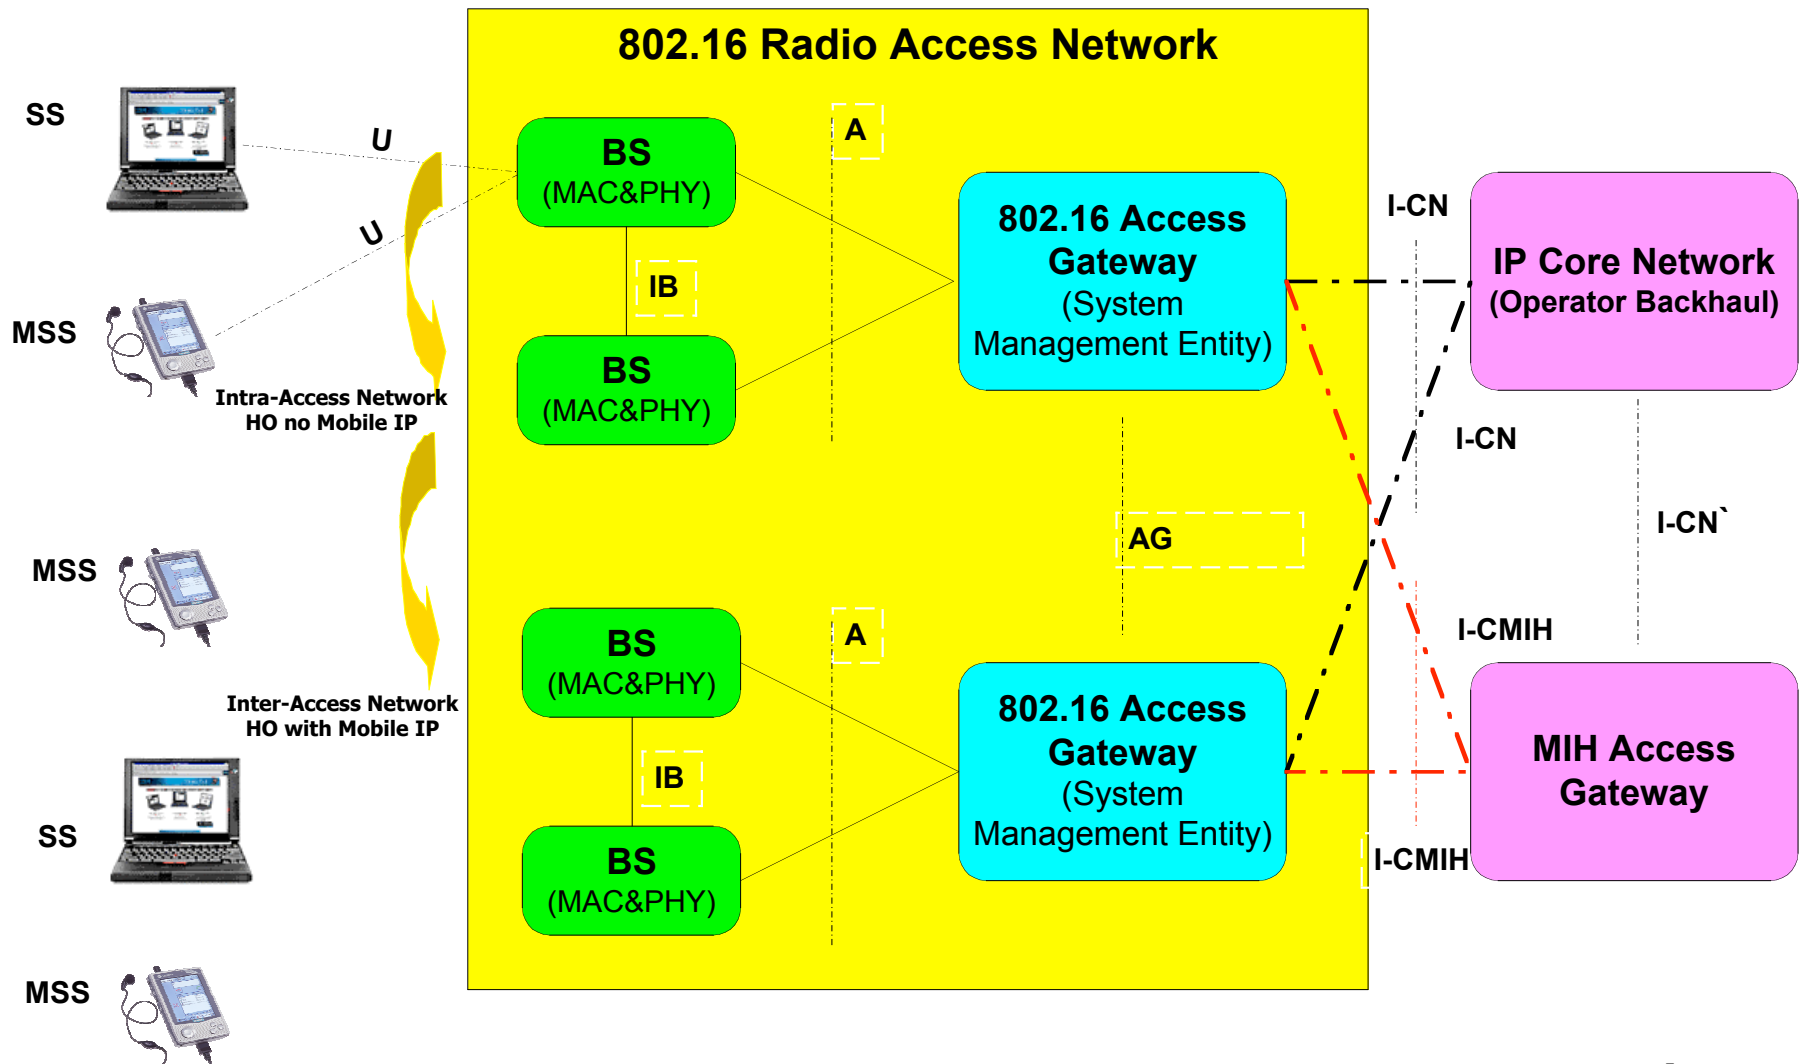 802.16 Radio Access Network
SS
U
BS
(MAC&PHY)
A
U
802.16 Access
Gateway
(System
Management Entity)
I-CN
IP Core Network
(Operator Backhaul)
IB
MSS
BS
(MAC&PHY)
Intra-Access Network
HO no Mobile IP
I-CN
AG
I-CN`
MSS
BS
(MAC&PHY)
A
I-CMIH
Inter-Access Network
HO with Mobile IP
802.16 Access
Gateway
(System
Management Entity)
MIH Access
Gateway
IB
SS
BS
(MAC&PHY)
I-CMIH
MSS